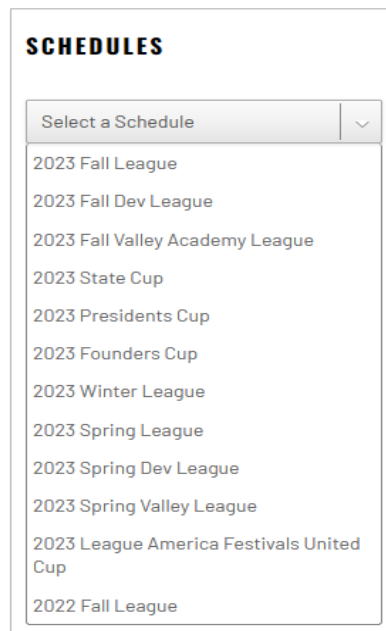 SCHEDULES
Select a Schedule
2023 Fall League
2023 Fall Dev League
2023 Fall Valley Academy League
2023 State Cup
2023 Presidents Cup
2023 Founders Cup
2023 Winter League
2023 Spring League
2023 Spring Dev League
2023 Spring Valley League
2023 League America Festivals United
Cup
2022 Fall League